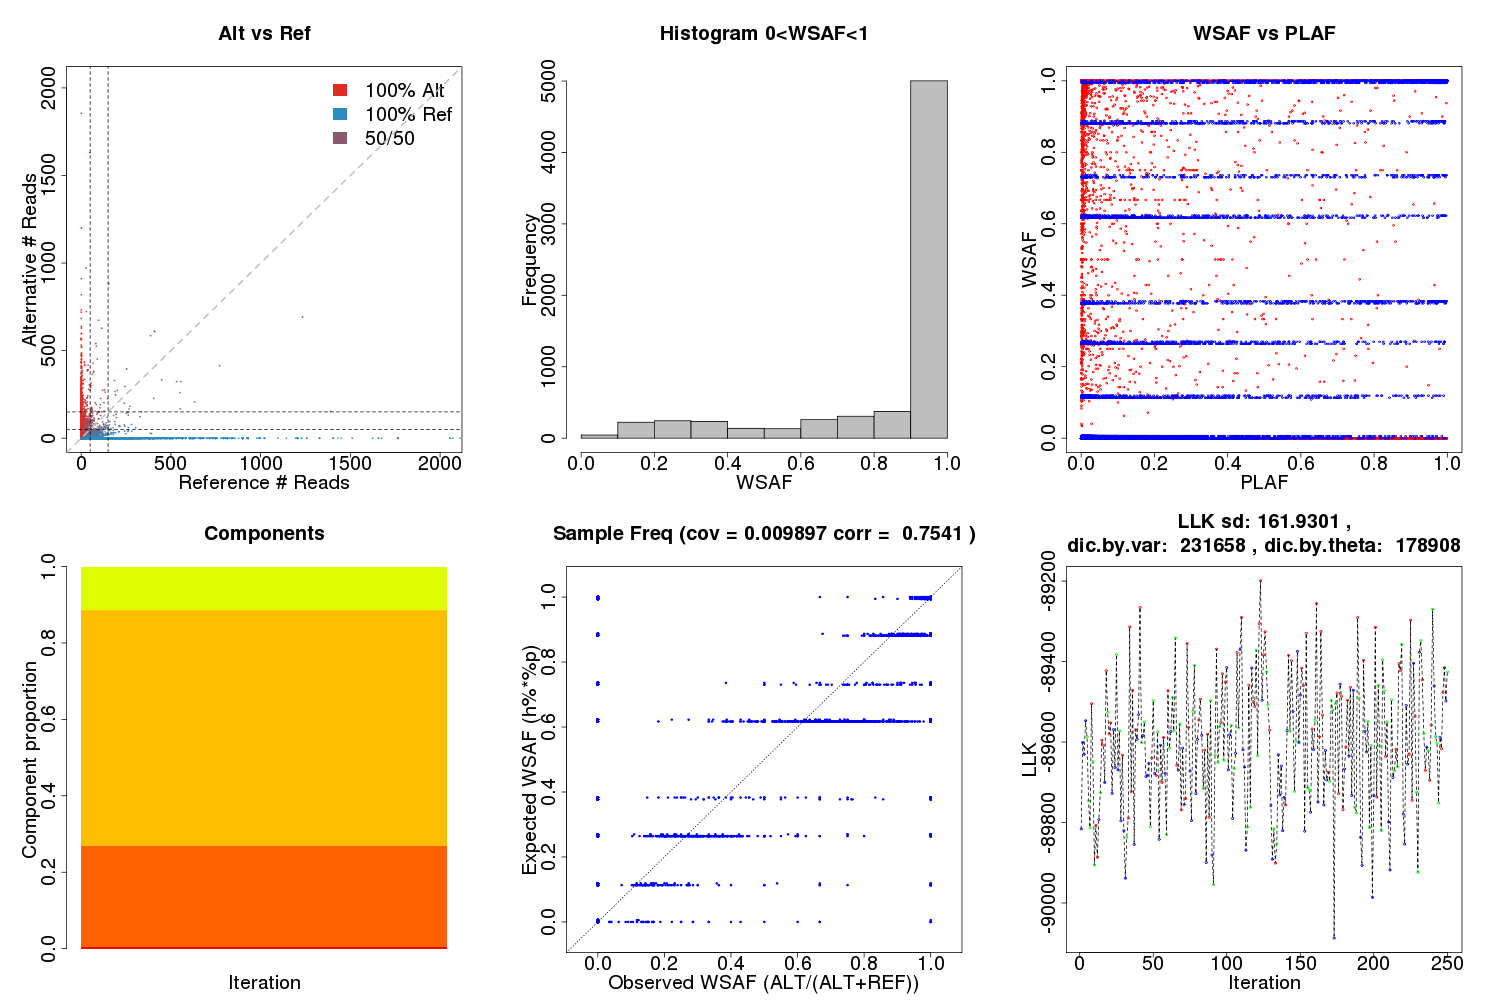 Alt vs Ref
Alternative # Reads
2000
1500
1000
500
0
100% Alt
100% Ref
50/50
0 500 1000 1500 2000
Reference # Reads
Histogram 0<WSAF<1
Frequency
5000
4000
3000
2000
1000
0
0.0 0.2 0.4 0.6 0.8 1.0
WSAF
WSAF vs PLAF
WSAF
1.0
0.8
0.6
0.4
0.2
0.0
0.0 0.2 0.4 0.6 0.8 1.0
PLAF
Components
Component proportion
1.0
0.8
0.6
0.4
0.2
0.0
Iteration
Sample Freq (cov = 0.009897 corr = 0.7541 )
Expected WSAF (h%*%p)
1.0
0.8
0.6
0.4
0.2
0.0
0.0 0.2 0.4 0.6 0.8 1.0
Observed WSAF (ALT/(ALT+REF))
LLK sd: 161.9301 ,
dic.by.var: 231658 , dic.by.theta: 178908
LLK
-89200
-89400
-89600
-89800
-90000
0 50 100 150 200 250
Iteration